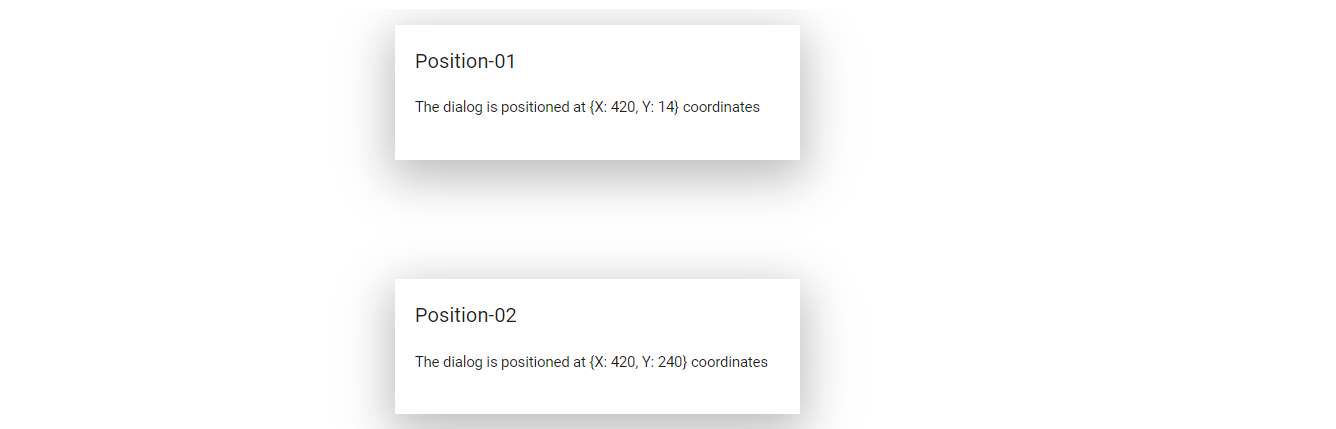 Position-01
The dialog is positioned at {X: 420, Y: 14} coordinates
Position-02
The dialog is positioned at {X: 420, Y: 240} coordinates